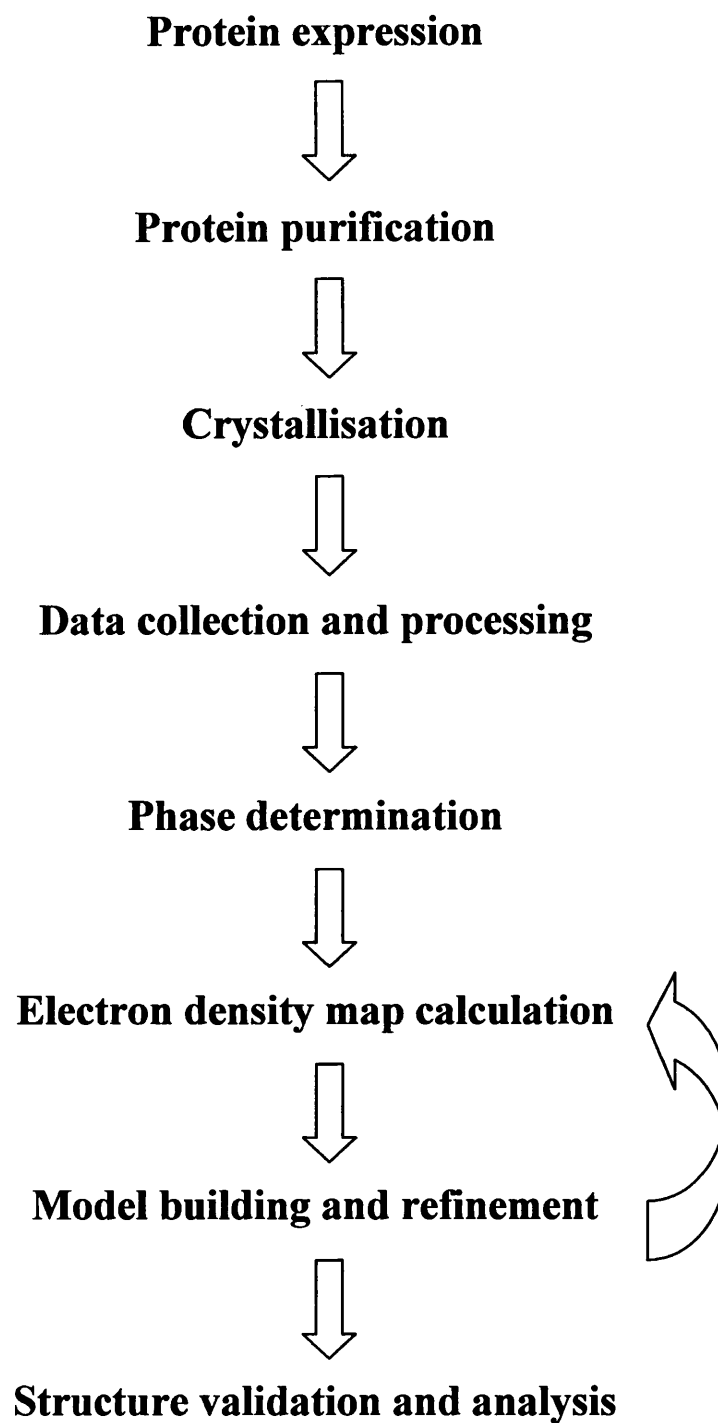 Protein expression
Protein purification
Crystallisation
Data collection and processing
Phase determination
Electron density map calculation
Model building and refinement
Structure validation and analysis